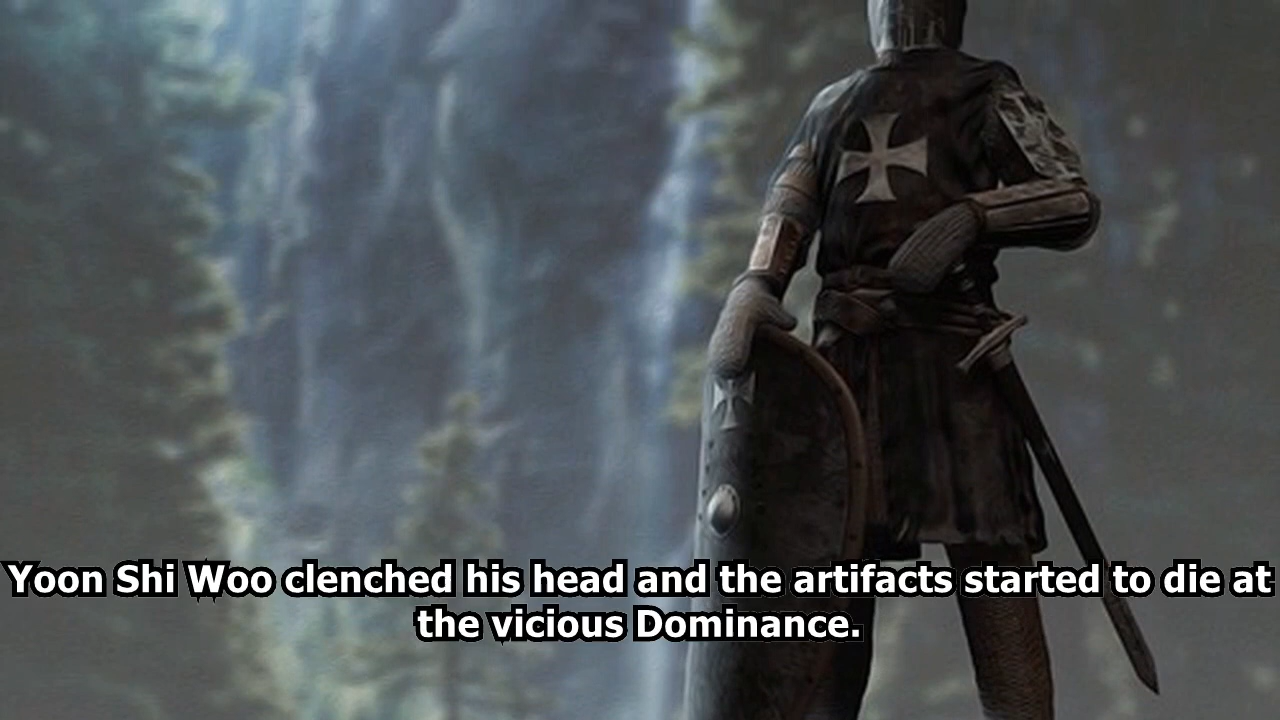 Yoon Shi Woo clenched his head and the artifacts started to die at
the vicious Dominance.